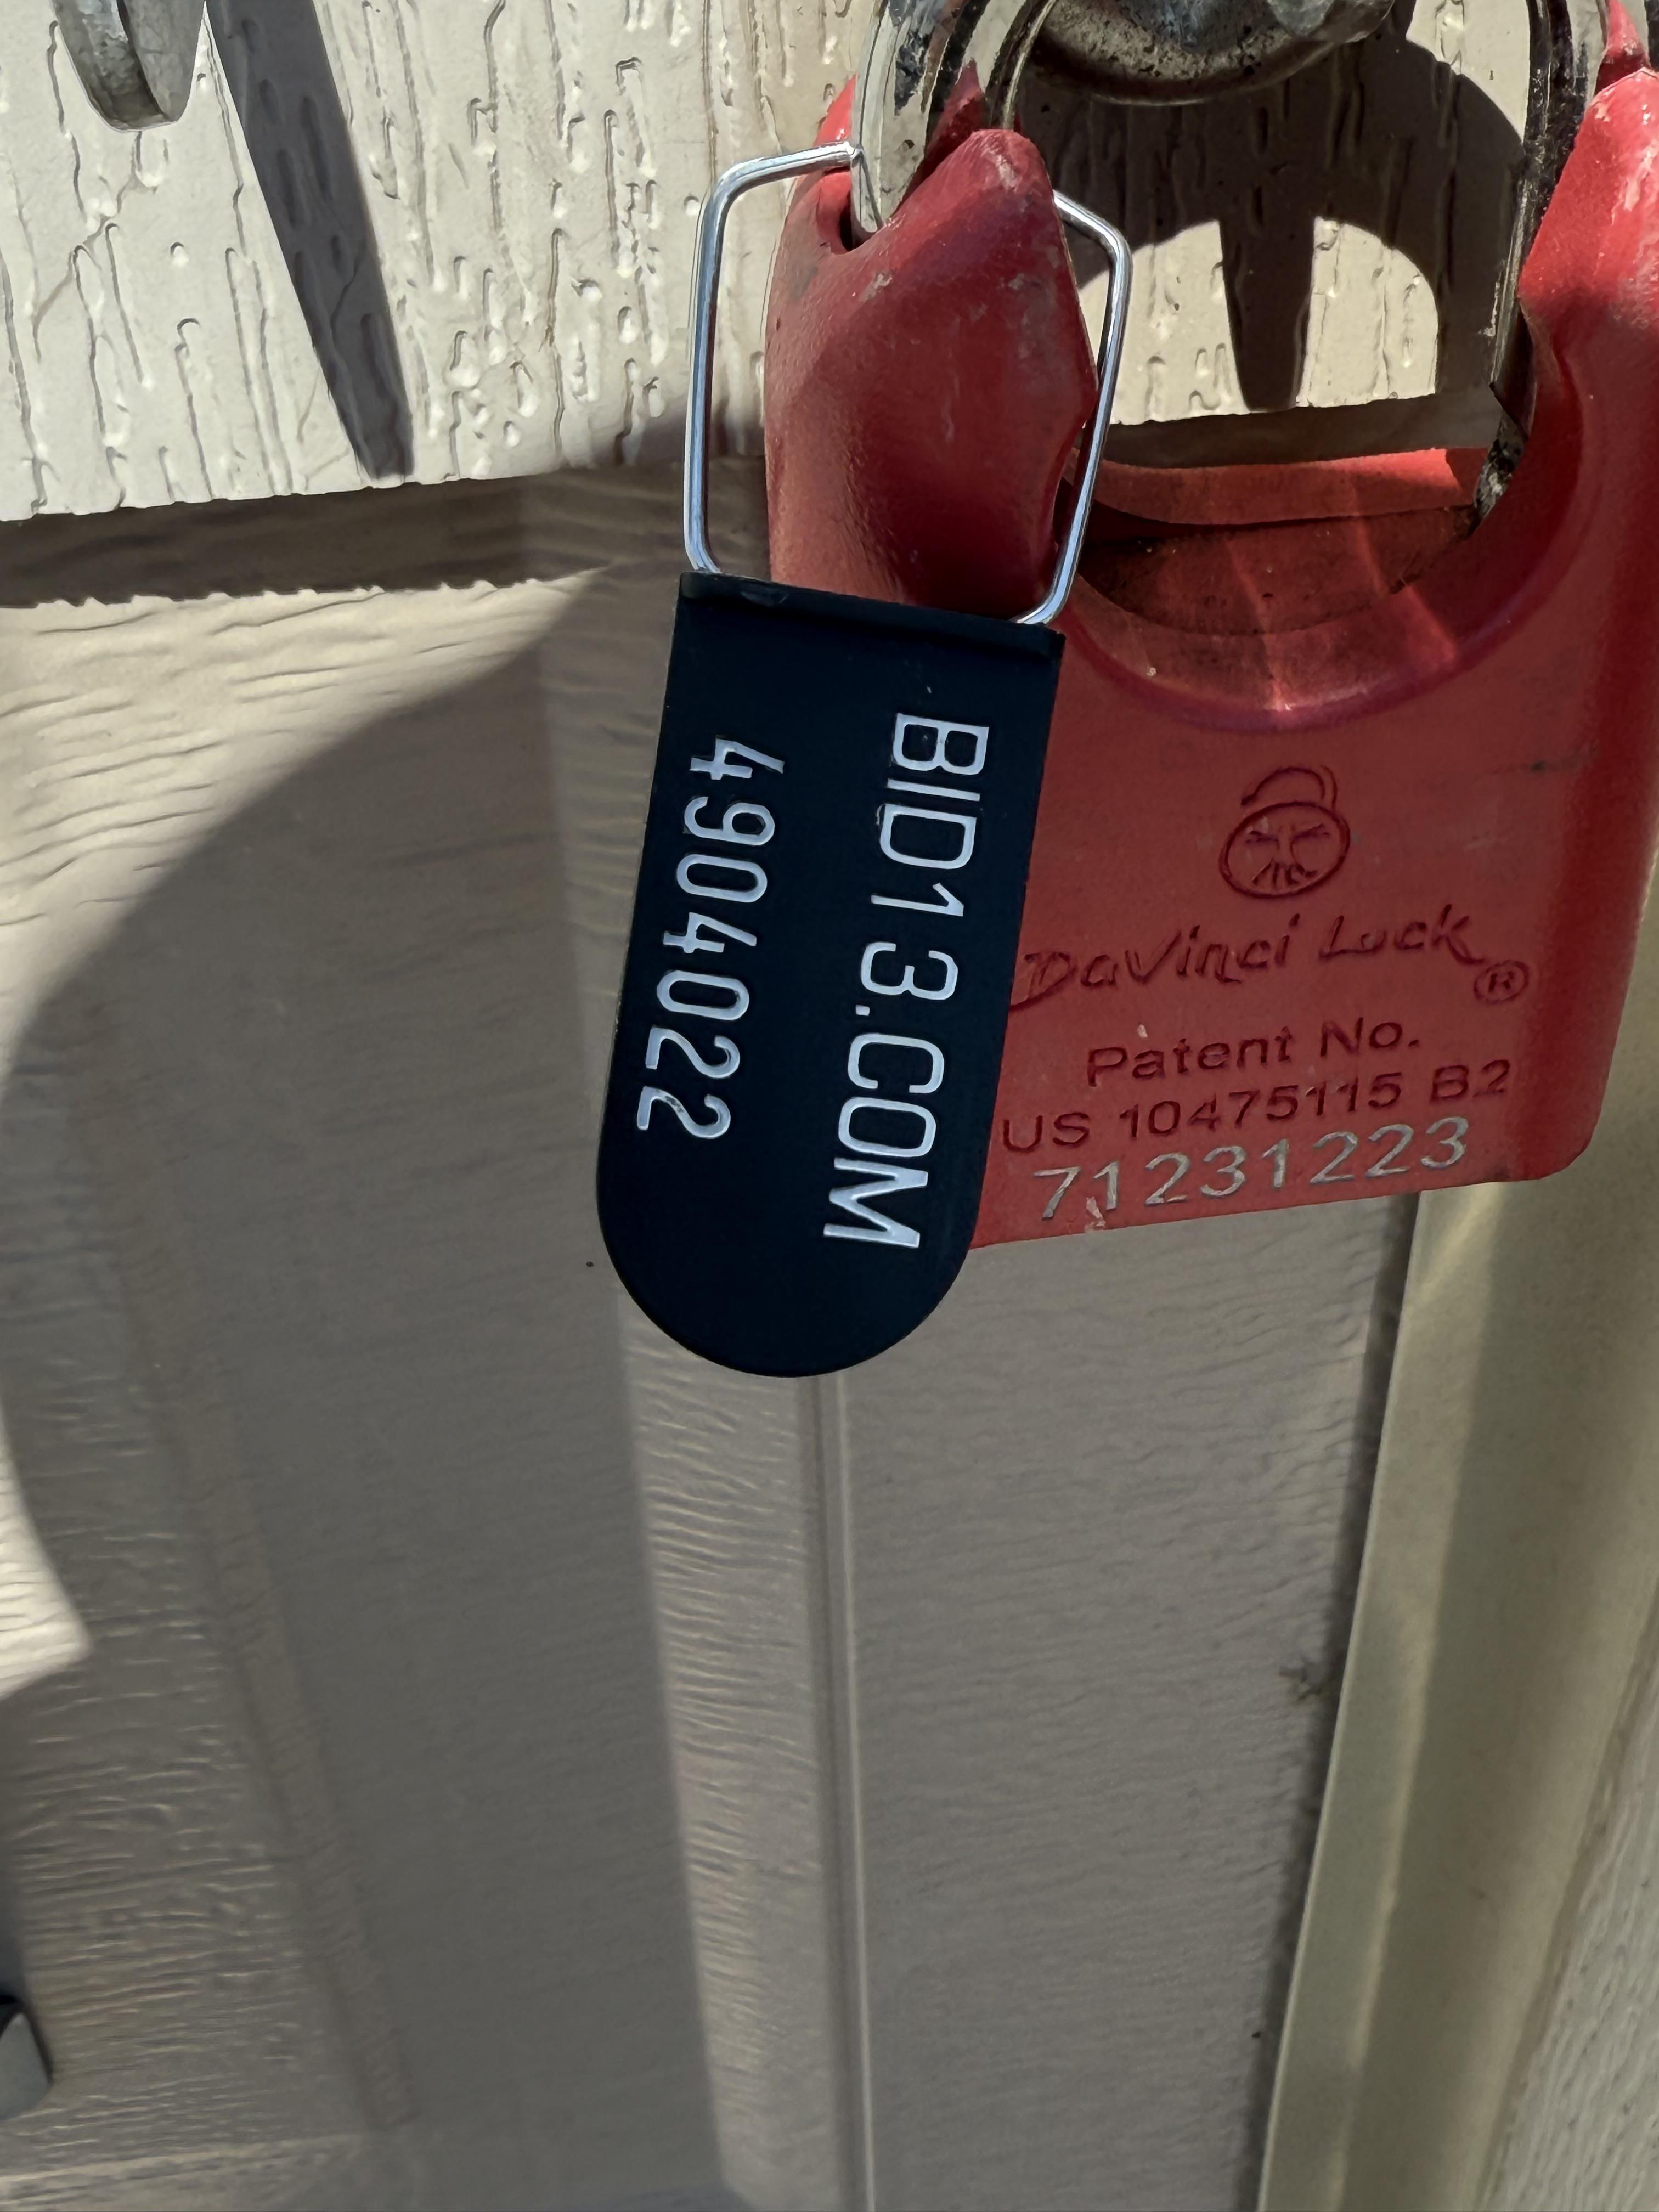 BID13.COM
4904022
DaVinci Lock
®
Patent No.
US 10475115 B2
71231223